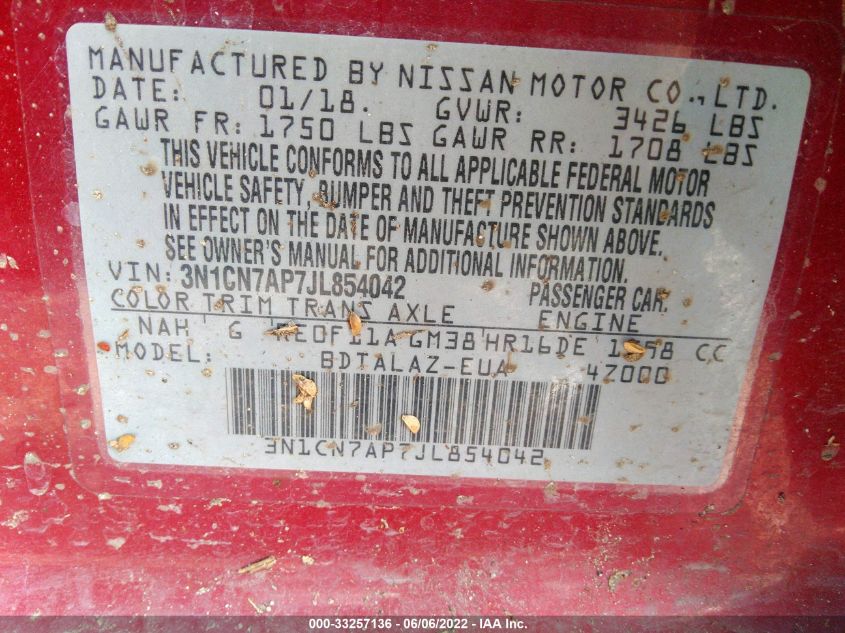 MANUFACTURED BY NISSAN MOTOR CO., LTD.
DATE: 01/18. GVWR: 3426 LBS
GAWR FR: 1750 LBS GAWR RR: 1708 LBS
THIS VEHICLE CONFORMS TO ALL APPLICABLE FEDERAL MOTOR
VEHICLE SAFETY, BUMPER AND THEFT PREVENTION STANDARDS
IN EFFECT ON THE DATE OF MANUFACTURE SHOWN ABOVE.
SEE OWNER'S MANUAL FOR ADDITIONAL INFORMATION.
VIN: 3N1CN7AP7JL854042 PASSENGER CAR.
COLOR TRIM TRANS AXLE ENGINE
NAH G GM38 HR16DE CC
MODEL: BDTALAZ-EUA 47000
3N1CN7AP7JL854042
000-33257136 - 06/06/2022 - IAA Inc.